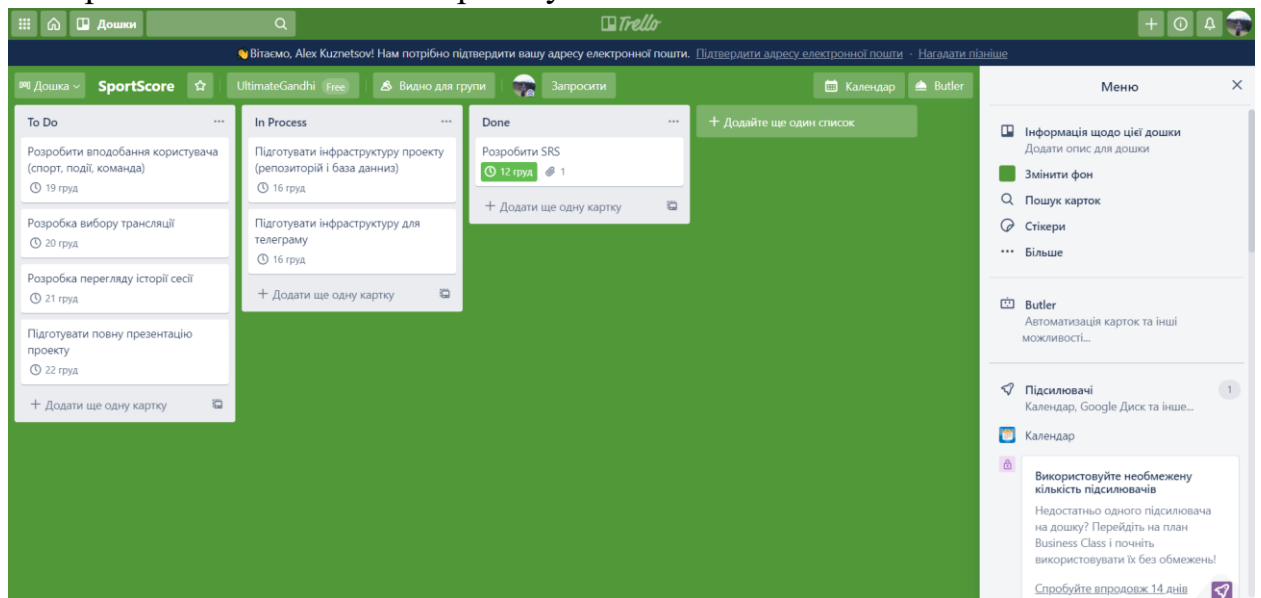 Дошки
Trello
👋Вітаємо, Alex Kuznetsov! Нам потрібно підтвердити вашу адресу електронної пошти. Підтвердити адресу електронної пошти · Нагадати пізніше
Дошка
SportScore
UltimateGandhi Free
Видно для групи
Запросити
Календар
Butler
To Do
Розробити вподобання користувача
(спорт, події, команда)
19 груд
Розробка вибору трансляції
20 груд
Розробка перегляду історії сесії
21 груд
Підготувати повну презентацію
проекту
22 груд
+ Додати ще одну картку
In Process
Підготувати інфраструктуру проекту
(репозиторій і база данниз)
16 груд
Підготувати інфраструктуру для
телеграму
16 груд
+ Додати ще одну картку
Done
Розробити SRS
12 груд 1
+ Додати ще одну картку
+ Додайте ще один список
Меню
Інформація щодо цієї дошки
Додати опис для дошки
Змінити фон
Пошук карток
Стікери
Більше
Butler
Автоматизація карток та інші
можливості...
Підсилювачі 1
Календар, Google Диск та інше...
Календар
Використовуйте необмежену
кількість підсилювачів
Недостатньо одного підсилювача
на дошку? Перейдіть на план
Business Class і почніть
використовувати їх без обмежень!
Спробуйте впродовж 14 днів